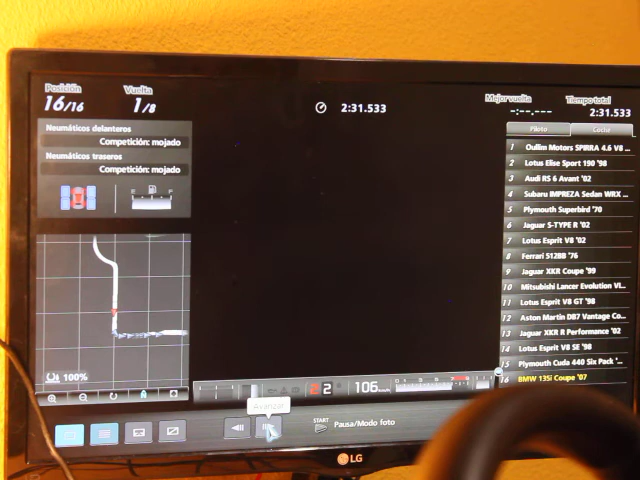 Posición
16/16
Vuelta
1/8
2:31.533
Mejor vuelta
-:--.---
Tiempo total
2:31.533
Neumáticos delanteros
Competición: mojado
Neumáticos traseros
Competición: mojado
E F
100%
Piloto Coche
1 Oullim Motors SPIRRA 4.6 V8 ...
2 Lotus Elise Sport 190 '98
3 Audi RS 6 Avant '02
4 Subaru IMPREZA Sedan WRX ...
5 Plymouth Superbird '70
6 Jaguar S-TYPE R '02
7 Lotus Esprit V8 '02
8 Ferrari 512BB '76
9 Jaguar XKR Coupe '99
10 Mitsubishi Lancer Evolution VI...
11 Lotus Esprit V8 GT '98
12 Aston Martin DB7 Vantage Co...
13 Jaguar XKR R Performance '02
14 Lotus Esprit V8 SE '98
15 Plymouth Cuda 440 Six Pack '...
16 BMW 135i Coupe '07
2 2 106 km/h
Avanzar
START
Pausa/Modo foto
LG